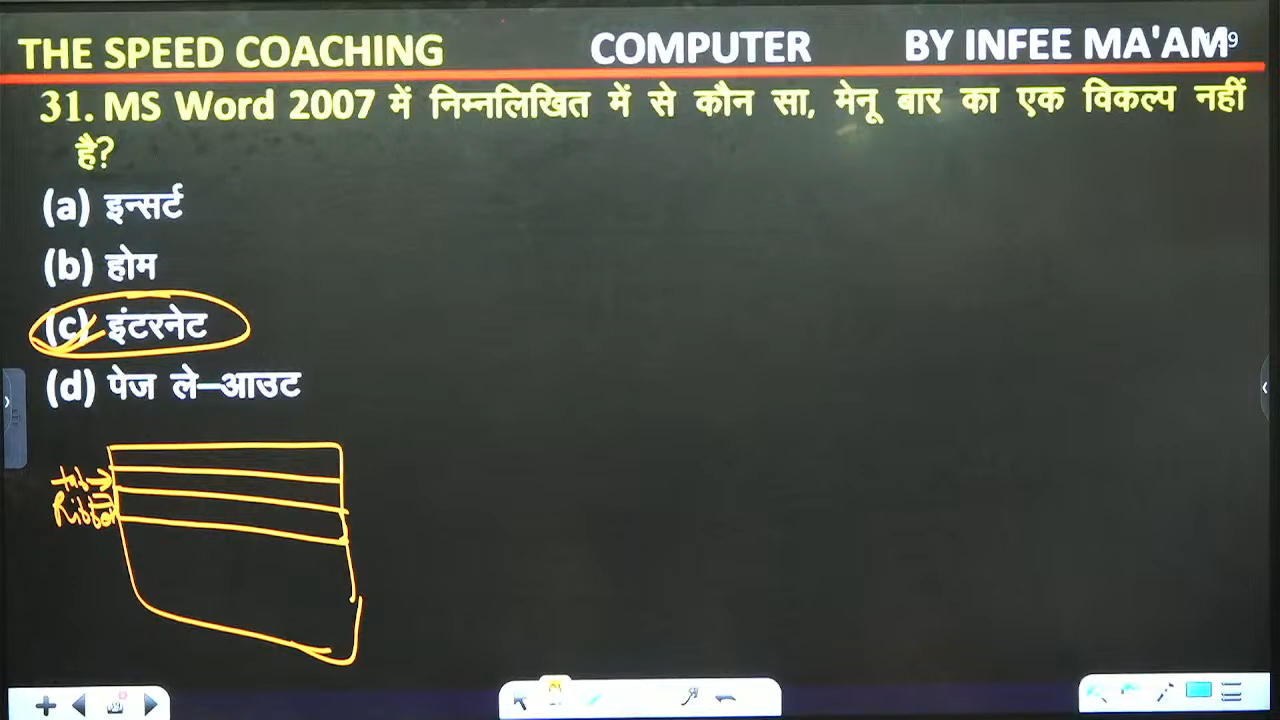 THE SPEED COACHING COMPUTER BY INFEE MA'AM
31. MS Word 2007 में निम्नलिखित में से कौन सा, मेनू बार का एक विकल्प नहीं
है?
(a) इन्सर्ट
(b) होम
(c) इंटरनेट
(d) पेज ले–आउट
tab
Ribbon